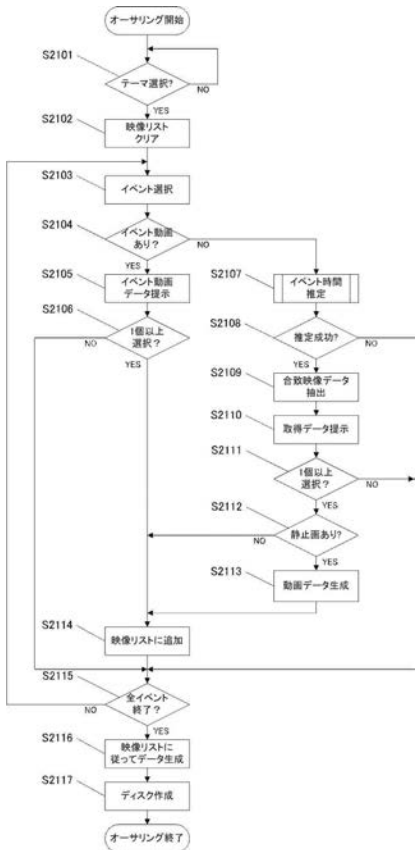 オーサリング開始
S2101
テーマ選択?
NO
YES
S2102
映像リスト
クリア
S2103
イベント選択
S2104
イベント動画
あり?
NO
YES
S2105
イベント動画
データ提示
S2106
1個以上
選択?
NO
YES
S2107
イベント時間
推定
S2108
推定成功?
NO
YES
S2109
合致映像データ
抽出
S2110
取得データ提示
S2111
1個以上
選択?
NO
YES
S2112
静止画あり?
NO
YES
S2113
動画データ生成
S2114
映像リストに追加
S2115
全イベント
終了?
NO
YES
S2116
映像リストに
従ってデータ生成
S2117
ディスク作成
オーサリング終了